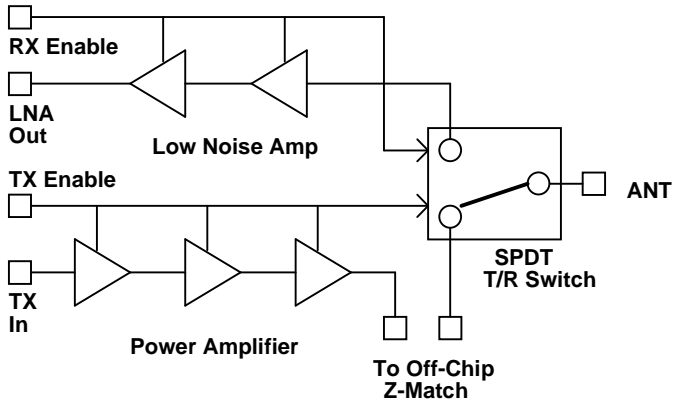 RX Enable
LNA
Out
Low Noise Amp
TX Enable
ANT
SPDT
T/R Switch
TX
In
Power Amplifier
To Off-Chip
Z-Match